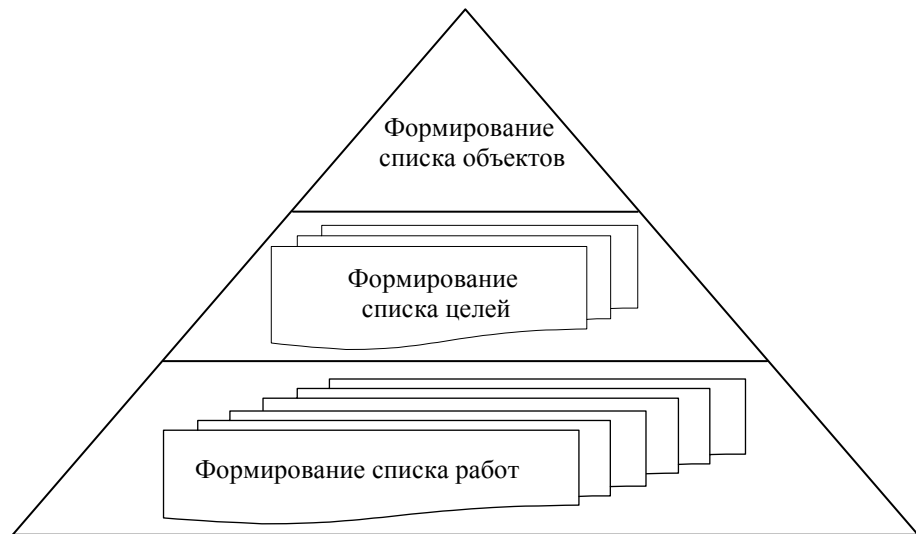 Формирование
списка объектов
Формирование
списка целей
Формирование списка работ